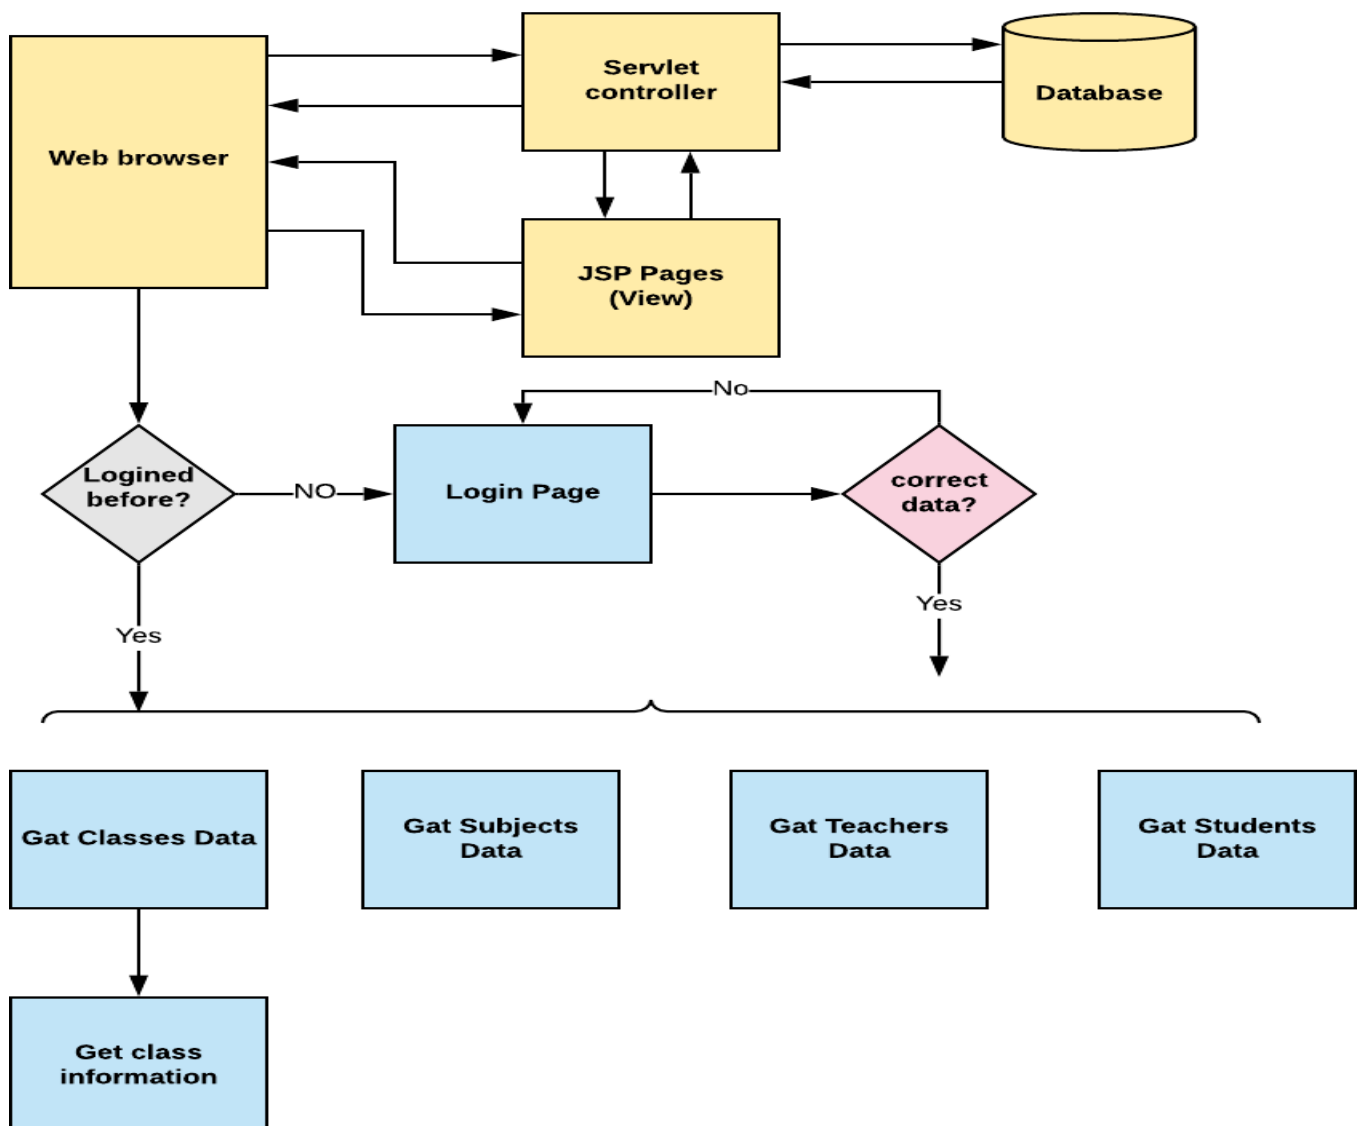 Servlet
controller
Database
Web browser
JSP Pages
(View)
No
Logined
before?
NO
Login Page
correct
data?
Yes
Yes
Gat Classes Data
Gat Subjects
Data
Gat Teachers
Data
Gat Students
Data
Get class
information